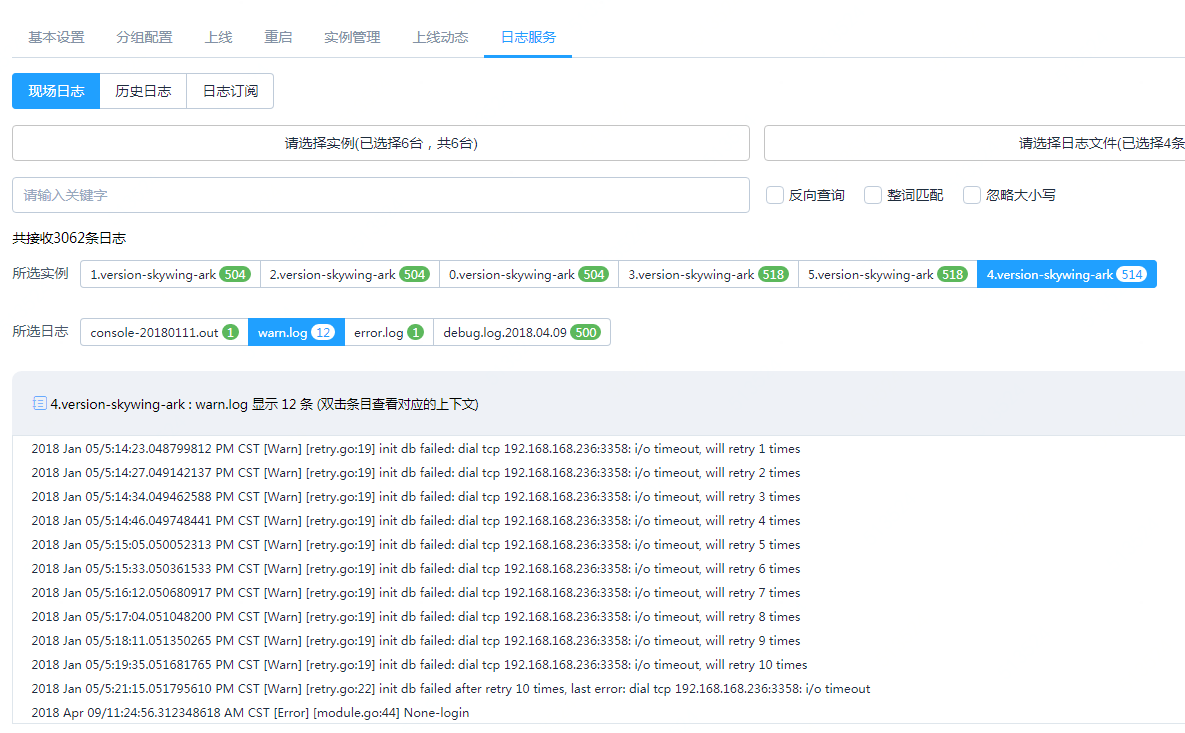 基本设置 分组配置 上线 重启 实例管理 上线动态 日志服务
现场日志 历史日志 日志订阅
请选择实例(已选择6台，共6台) 请选择日志文件(已选择4条
请输入关键字 反向查询 整词匹配 忽略大小写
共接收3062条日志
所选实例 1.version-skywing-ark 504 2.version-skywing-ark 504 0.version-skywing-ark 504 3.version-skywing-ark 518 5.version-skywing-ark 518 4.version-skywing-ark 514
所选日志 console-20180111.out 1 warn.log 12 error.log 1 debug.log.2018.04.09 500
4.version-skywing-ark : warn.log 显示 12 条 (双击条目查看对应的上下文)
2018 Jan 05/5:14:23.048799812 PM CST [Warn] [retry.go:19] init db failed: dial tcp 192.168.168.236:3358: i/o timeout, will retry 1 times
2018 Jan 05/5:14:27.049142137 PM CST [Warn] [retry.go:19] init db failed: dial tcp 192.168.168.236:3358: i/o timeout, will retry 2 times
2018 Jan 05/5:14:34.049462588 PM CST [Warn] [retry.go:19] init db failed: dial tcp 192.168.168.236:3358: i/o timeout, will retry 3 times
2018 Jan 05/5:14:46.049748441 PM CST [Warn] [retry.go:19] init db failed: dial tcp 192.168.168.236:3358: i/o timeout, will retry 4 times
2018 Jan 05/5:15:05.050052313 PM CST [Warn] [retry.go:19] init db failed: dial tcp 192.168.168.236:3358: i/o timeout, will retry 5 times
2018 Jan 05/5:15:33.050361533 PM CST [Warn] [retry.go:19] init db failed: dial tcp 192.168.168.236:3358: i/o timeout, will retry 6 times
2018 Jan 05/5:16:12.050680917 PM CST [Warn] [retry.go:19] init db failed: dial tcp 192.168.168.236:3358: i/o timeout, will retry 7 times
2018 Jan 05/5:17:04.051048200 PM CST [Warn] [retry.go:19] init db failed: dial tcp 192.168.168.236:3358: i/o timeout, will retry 8 times
2018 Jan 05/5:18:11.051350265 PM CST [Warn] [retry.go:19] init db failed: dial tcp 192.168.168.236:3358: i/o timeout, will retry 9 times
2018 Jan 05/5:19:35.051681765 PM CST [Warn] [retry.go:19] init db failed: dial tcp 192.168.168.236:3358: i/o timeout, will retry 10 times
2018 Jan 05/5:21:15.051795610 PM CST [Warn] [retry.go:22] init db failed after retry 10 times, last error: dial tcp 192.168.168.236:3358: i/o timeout
2018 Apr 09/11:24:56.312348618 AM CST [Error] [module.go:44] None-login